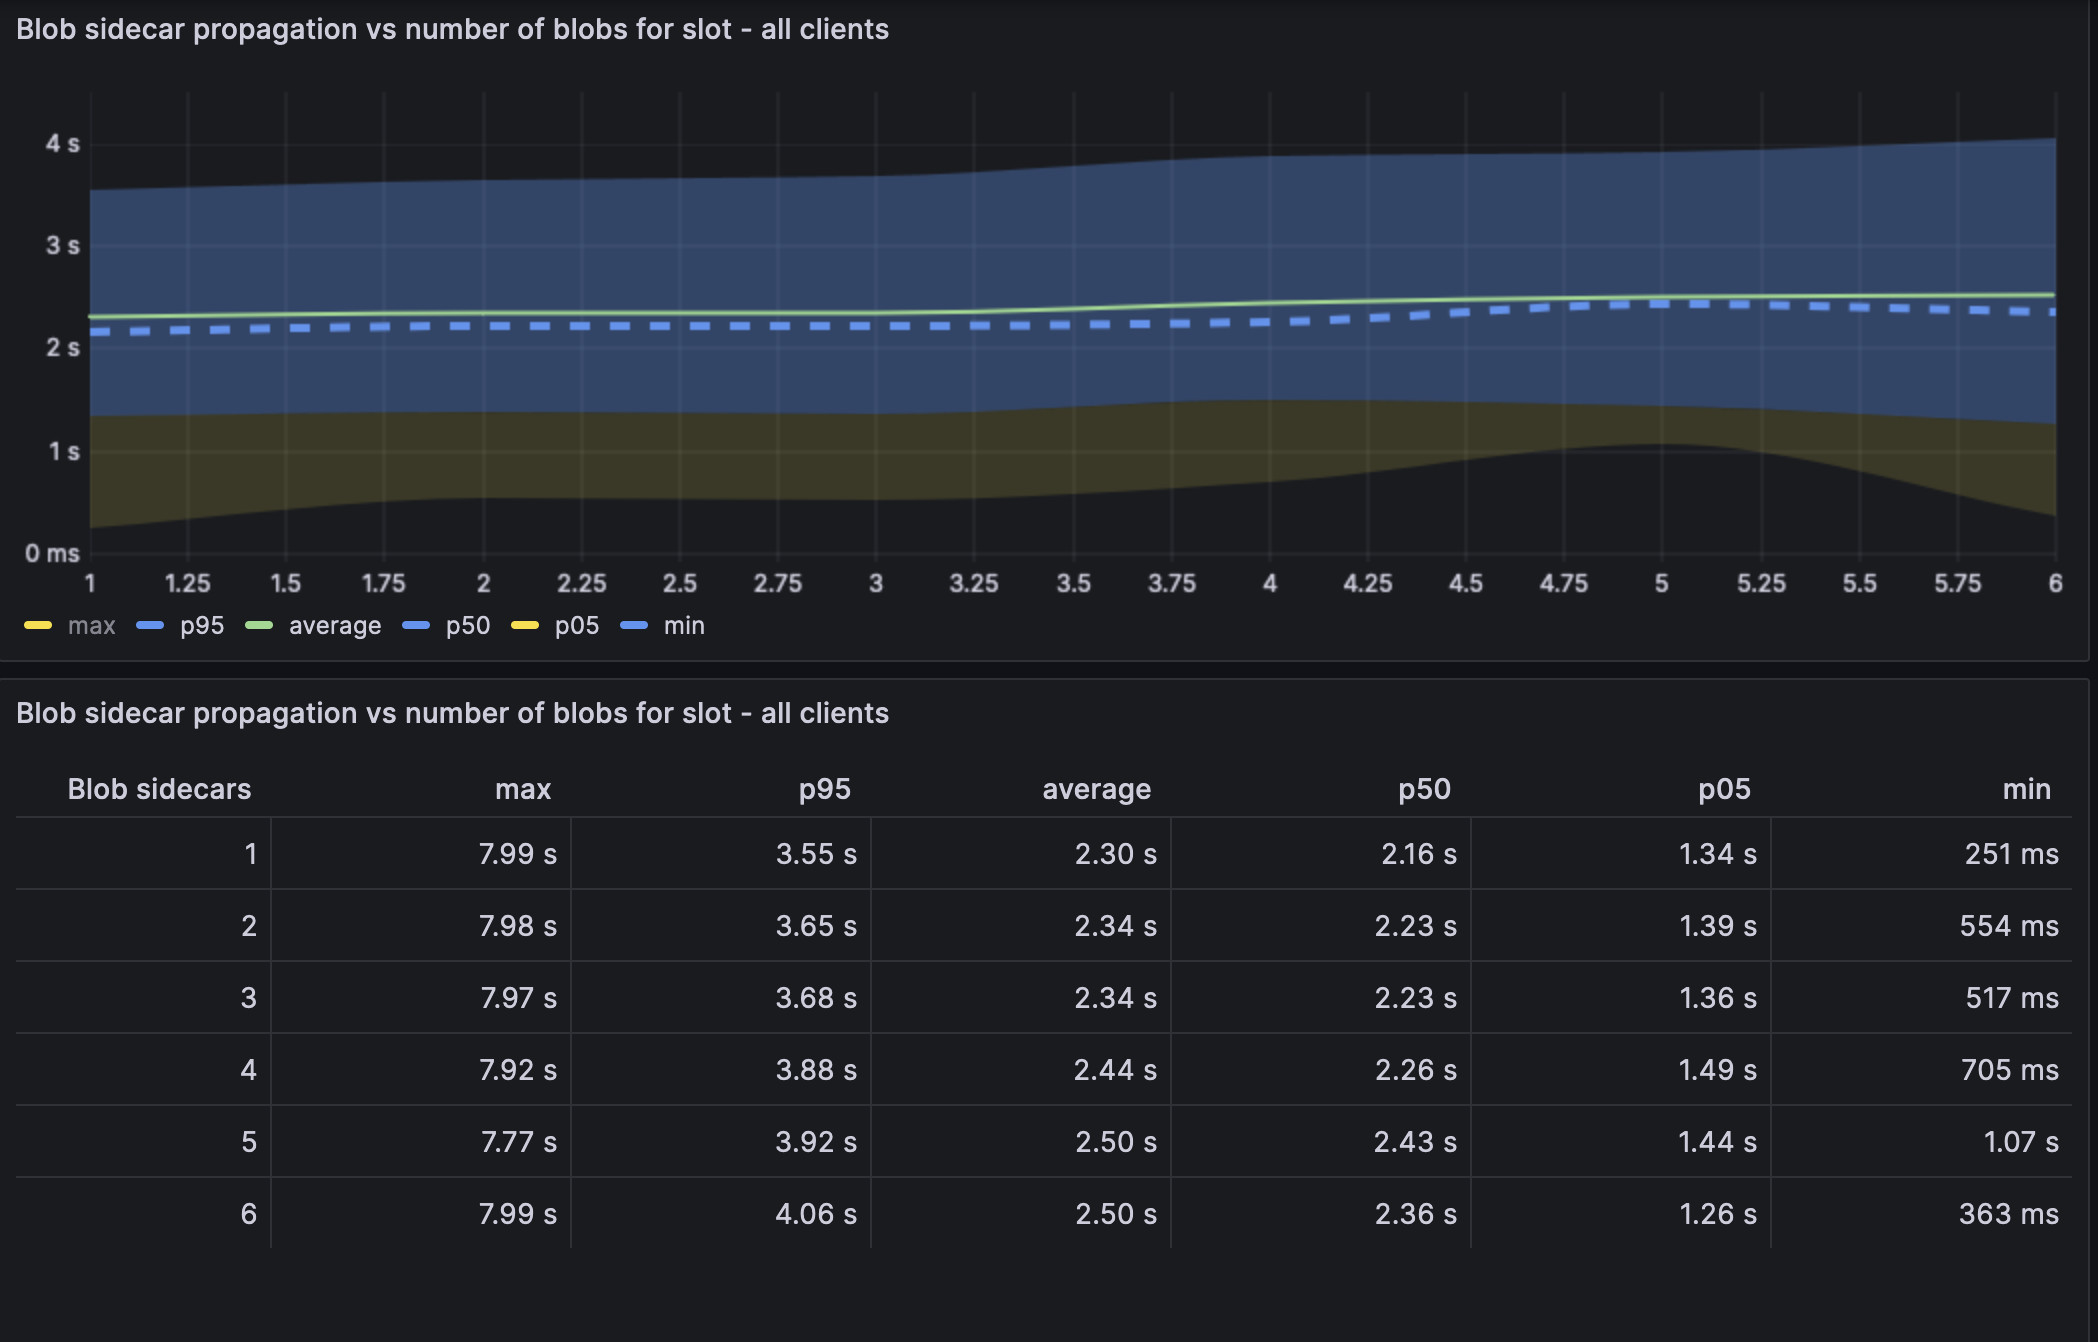 Blob sidecar propagation vs number of blobs for slot - all clients
4 s
3 s
2 s
1 s
0 ms
1 1.25 1.5 1.75 2 2.25 2.5 2.75 3 3.25 3.5 3.75 4 4.25 4.5 4.75 5 5.25 5.5 5.75 6
max p95 average p50 p05 min
Blob sidecar propagation vs number of blobs for slot - all clients
Blob sidecars max p95 average p50 p05 min
1 7.99 s 3.55 s 2.30 s 2.16 s 1.34 s 251 ms
2 7.98 s 3.65 s 2.34 s 2.23 s 1.39 s 554 ms
3 7.97 s 3.68 s 2.34 s 2.23 s 1.36 s 517 ms
4 7.92 s 3.88 s 2.44 s 2.26 s 1.49 s 705 ms
5 7.77 s 3.92 s 2.50 s 2.43 s 1.44 s 1.07 s
6 7.99 s 4.06 s 2.50 s 2.36 s 1.26 s 363 ms